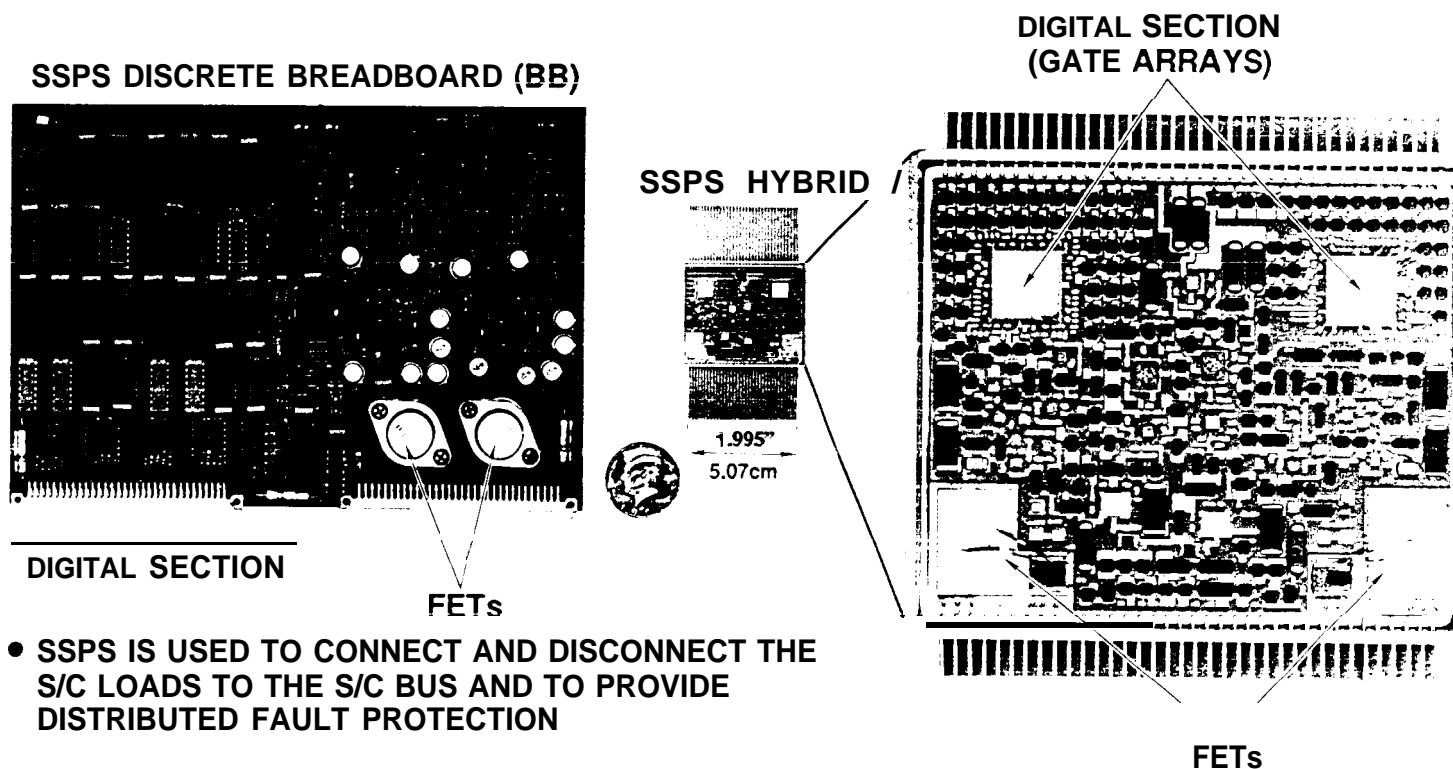 SSPS DISCRETE BREADBOARD (BB)
DIGITAL SECTION
(GATE ARRAYS)
SSPS HYBRID
1.995"
5.07cm
DIGITAL SECTION
FETs
• SSPS IS USED TO CONNECT AND DISCONNECT THE
S/C LOADS TO THE S/C BUS AND TO PROVIDE
DISTRIBUTED FAULT PROTECTION
FETs